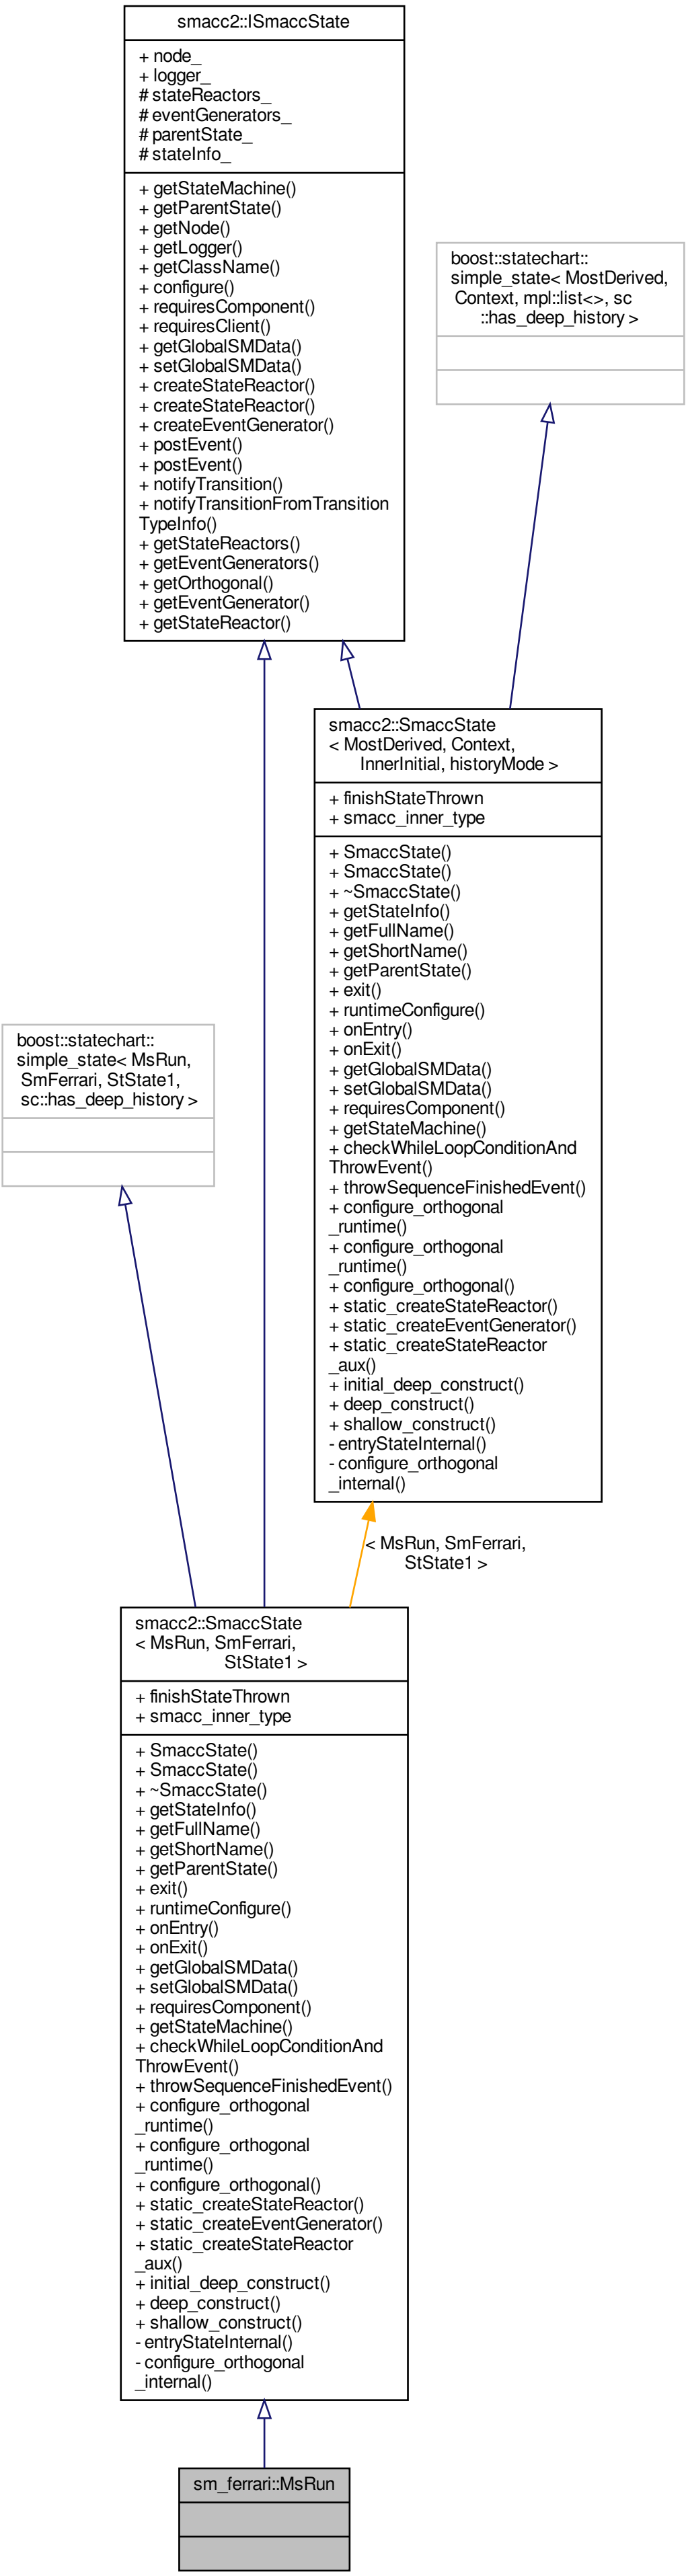 smacc2::ISmaccState
+ node_
+ logger_
# stateReactors_
# eventGenerators_
# parentState_
# stateInfo_
+ getStateMachine()
+ getParentState()
+ getNode()
+ getLogger()
+ getClassName()
+ configure()
+ requiresComponent()
+ requiresClient()
+ getGlobalSMData()
+ setGlobalSMData()
+ createStateReactor()
+ createStateReactor()
+ createEventGenerator()
+ postEvent()
+ postEvent()
+ notifyTransition()
+ notifyTransitionFromTransition
TypeInfo()
+ getStateReactors()
+ getEventGenerators()
+ getOrthogonal()
+ getEventGenerator()
+ getStateReactor()
boost::statechart::
simple_state< MostDerived,
Context, mpl::list<>, sc
::has_deep_history >
smacc2::SmaccState
< MostDerived, Context,
InnerInitial, historyMode >
+ finishStateThrown
+ smacc_inner_type
+ SmaccState()
+ SmaccState()
+ ~SmaccState()
+ getStateInfo()
+ getFullName()
+ getShortName()
+ getParentState()
+ exit()
+ runtimeConfigure()
+ onEntry()
+ onExit()
+ getGlobalSMData()
+ setGlobalSMData()
+ requiresComponent()
+ getStateMachine()
+ checkWhileLoopConditionAnd
ThrowEvent()
+ throwSequenceFinishedEvent()
+ configure_orthogonal
_runtime()
+ configure_orthogonal
_runtime()
+ configure_orthogonal()
+ static_createStateReactor()
+ static_createEventGenerator()
+ static_createStateReactor
_aux()
+ initial_deep_construct()
+ deep_construct()
+ shallow_construct()
- entryStateInternal()
- configure_orthogonal
_internal()
boost::statechart::
simple_state< MsRun,
SmFerrari, StState1,
sc::has_deep_history >
< MsRun, SmFerrari,
StState1 >
smacc2::SmaccState
< MsRun, SmFerrari,
StState1 >
+ finishStateThrown
+ smacc_inner_type
+ SmaccState()
+ SmaccState()
+ ~SmaccState()
+ getStateInfo()
+ getFullName()
+ getShortName()
+ getParentState()
+ exit()
+ runtimeConfigure()
+ onEntry()
+ onExit()
+ getGlobalSMData()
+ setGlobalSMData()
+ requiresComponent()
+ getStateMachine()
+ checkWhileLoopConditionAnd
ThrowEvent()
+ throwSequenceFinishedEvent()
+ configure_orthogonal
_runtime()
+ configure_orthogonal
_runtime()
+ configure_orthogonal()
+ static_createStateReactor()
+ static_createEventGenerator()
+ static_createStateReactor
_aux()
+ initial_deep_construct()
+ deep_construct()
+ shallow_construct()
- entryStateInternal()
- configure_orthogonal
_internal()
sm_ferrari::MsRun